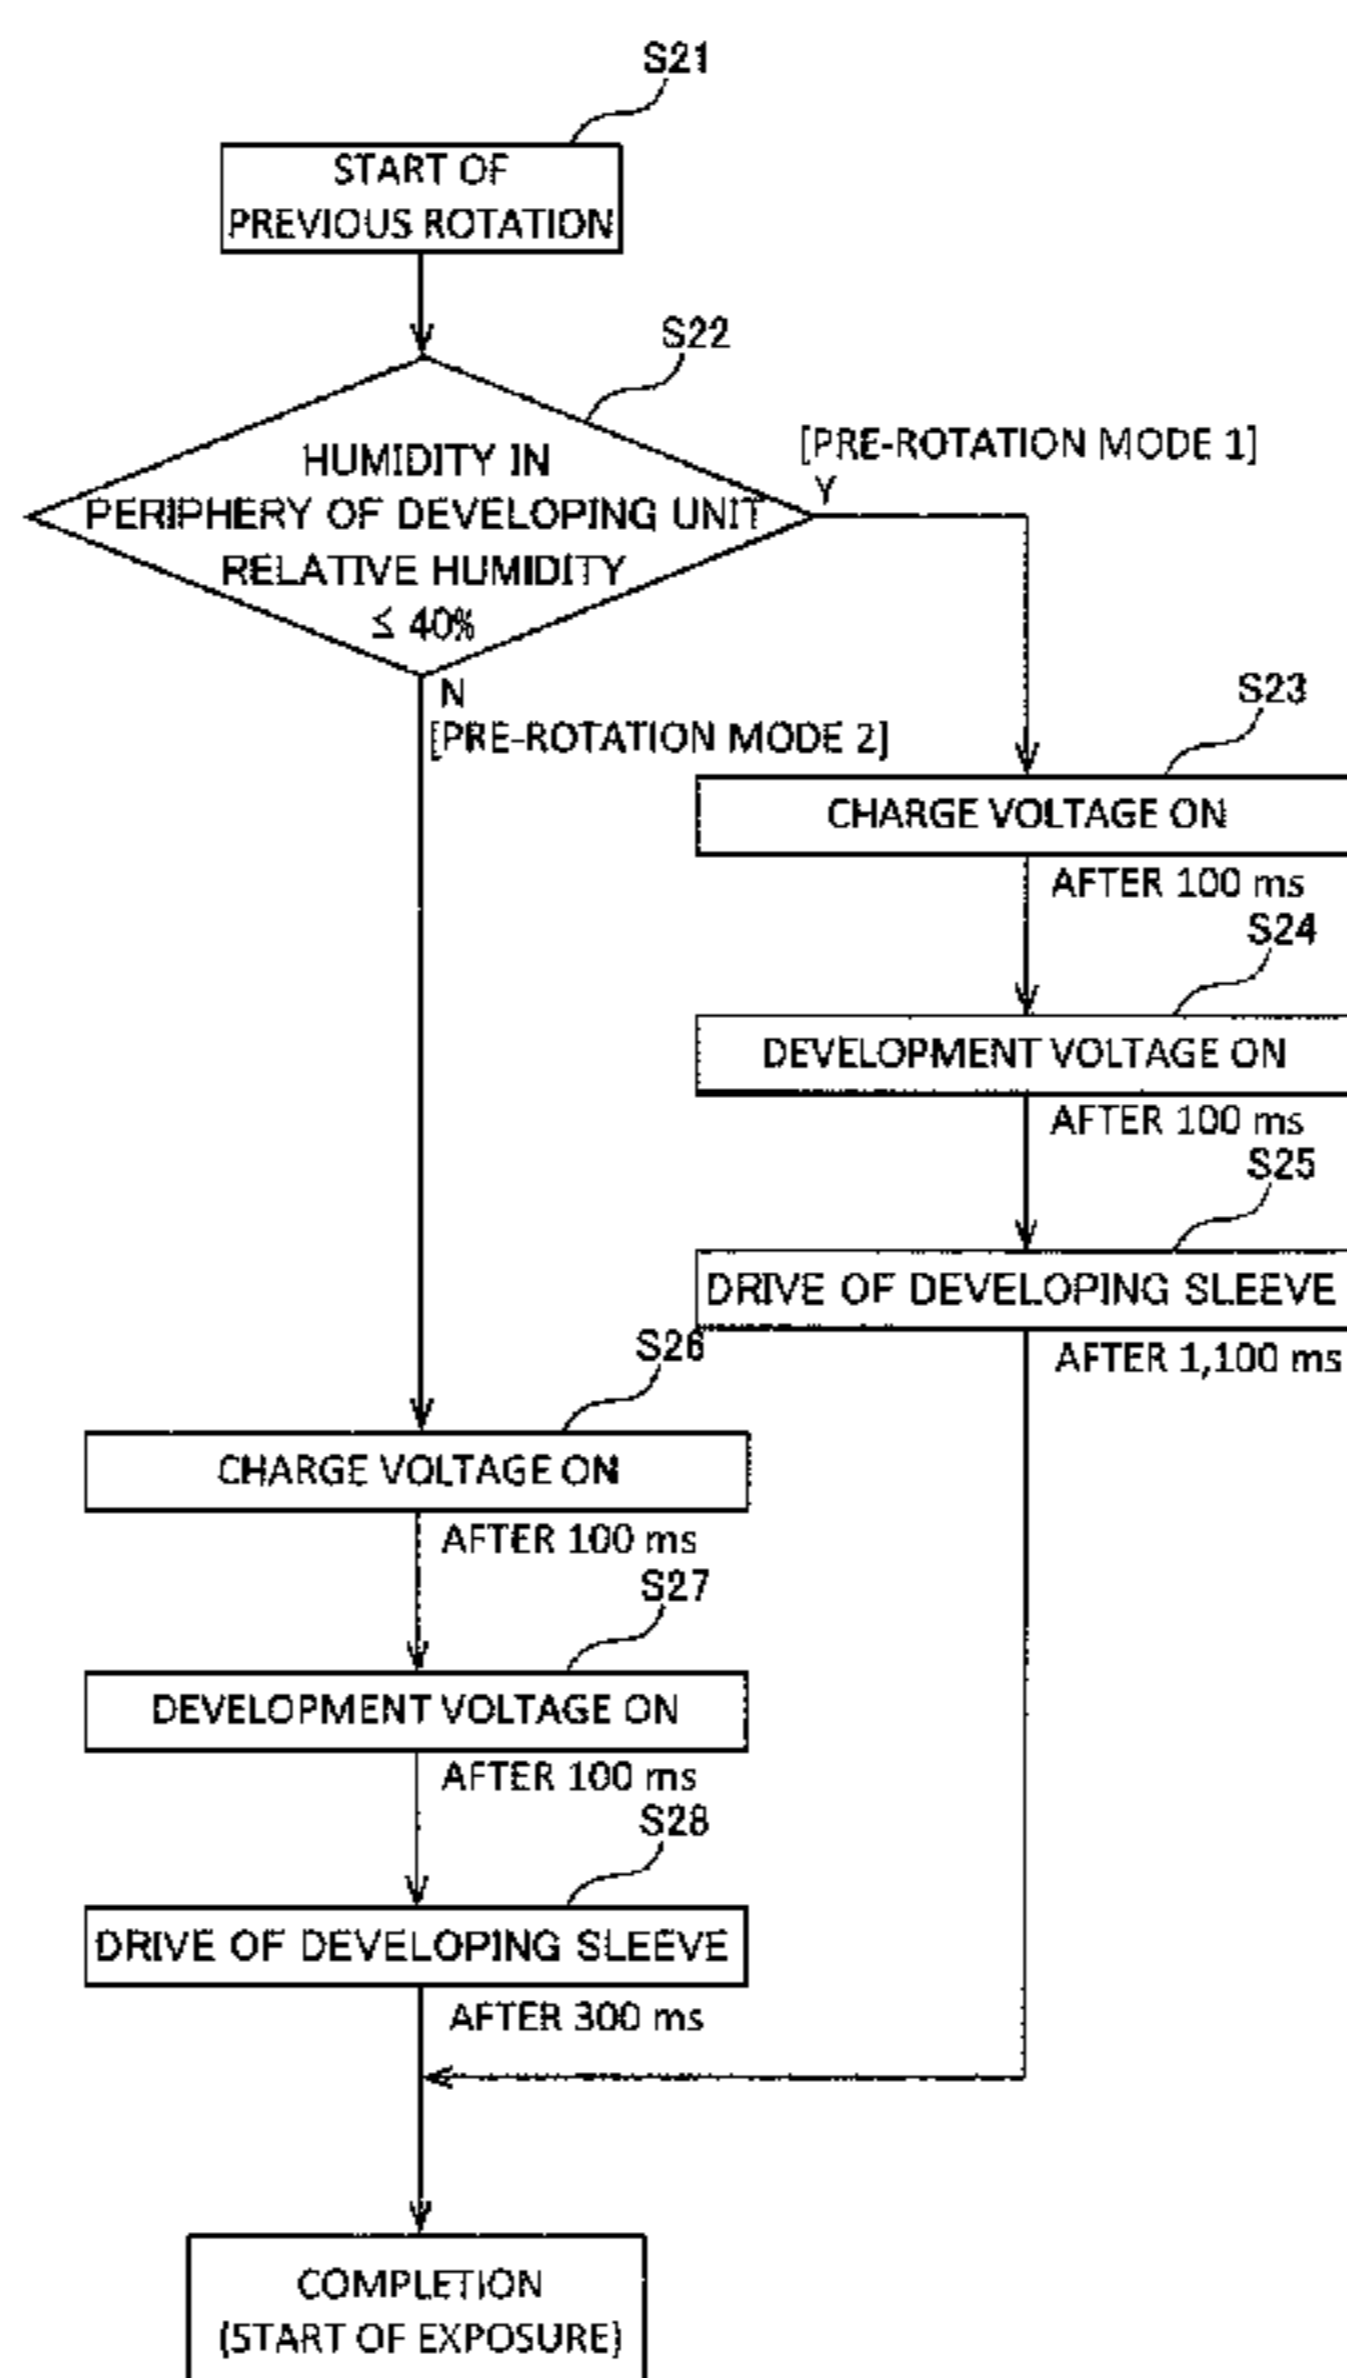 S21
START OF
PREVIOUS ROTATION
S22
HUMIDITY IN
PERIPHERY OF DEVELOPING UNIT
RELATIVE HUMIDITY
≤ 40%
[PRE-ROTATION MODE 1]
Y
N
[PRE-ROTATION MODE 2]
S23
CHARGE VOLTAGE ON
AFTER 100 ms
S24
DEVELOPMENT VOLTAGE ON
AFTER 100 ms
S25
DRIVE OF DEVELOPING SLEEVE
AFTER 1,100 ms
S26
CHARGE VOLTAGE ON
AFTER 100 ms
S27
DEVELOPMENT VOLTAGE ON
AFTER 100 ms
S28
DRIVE OF DEVELOPING SLEEVE
AFTER 300 ms
COMPLETION
(START OF EXPOSURE)